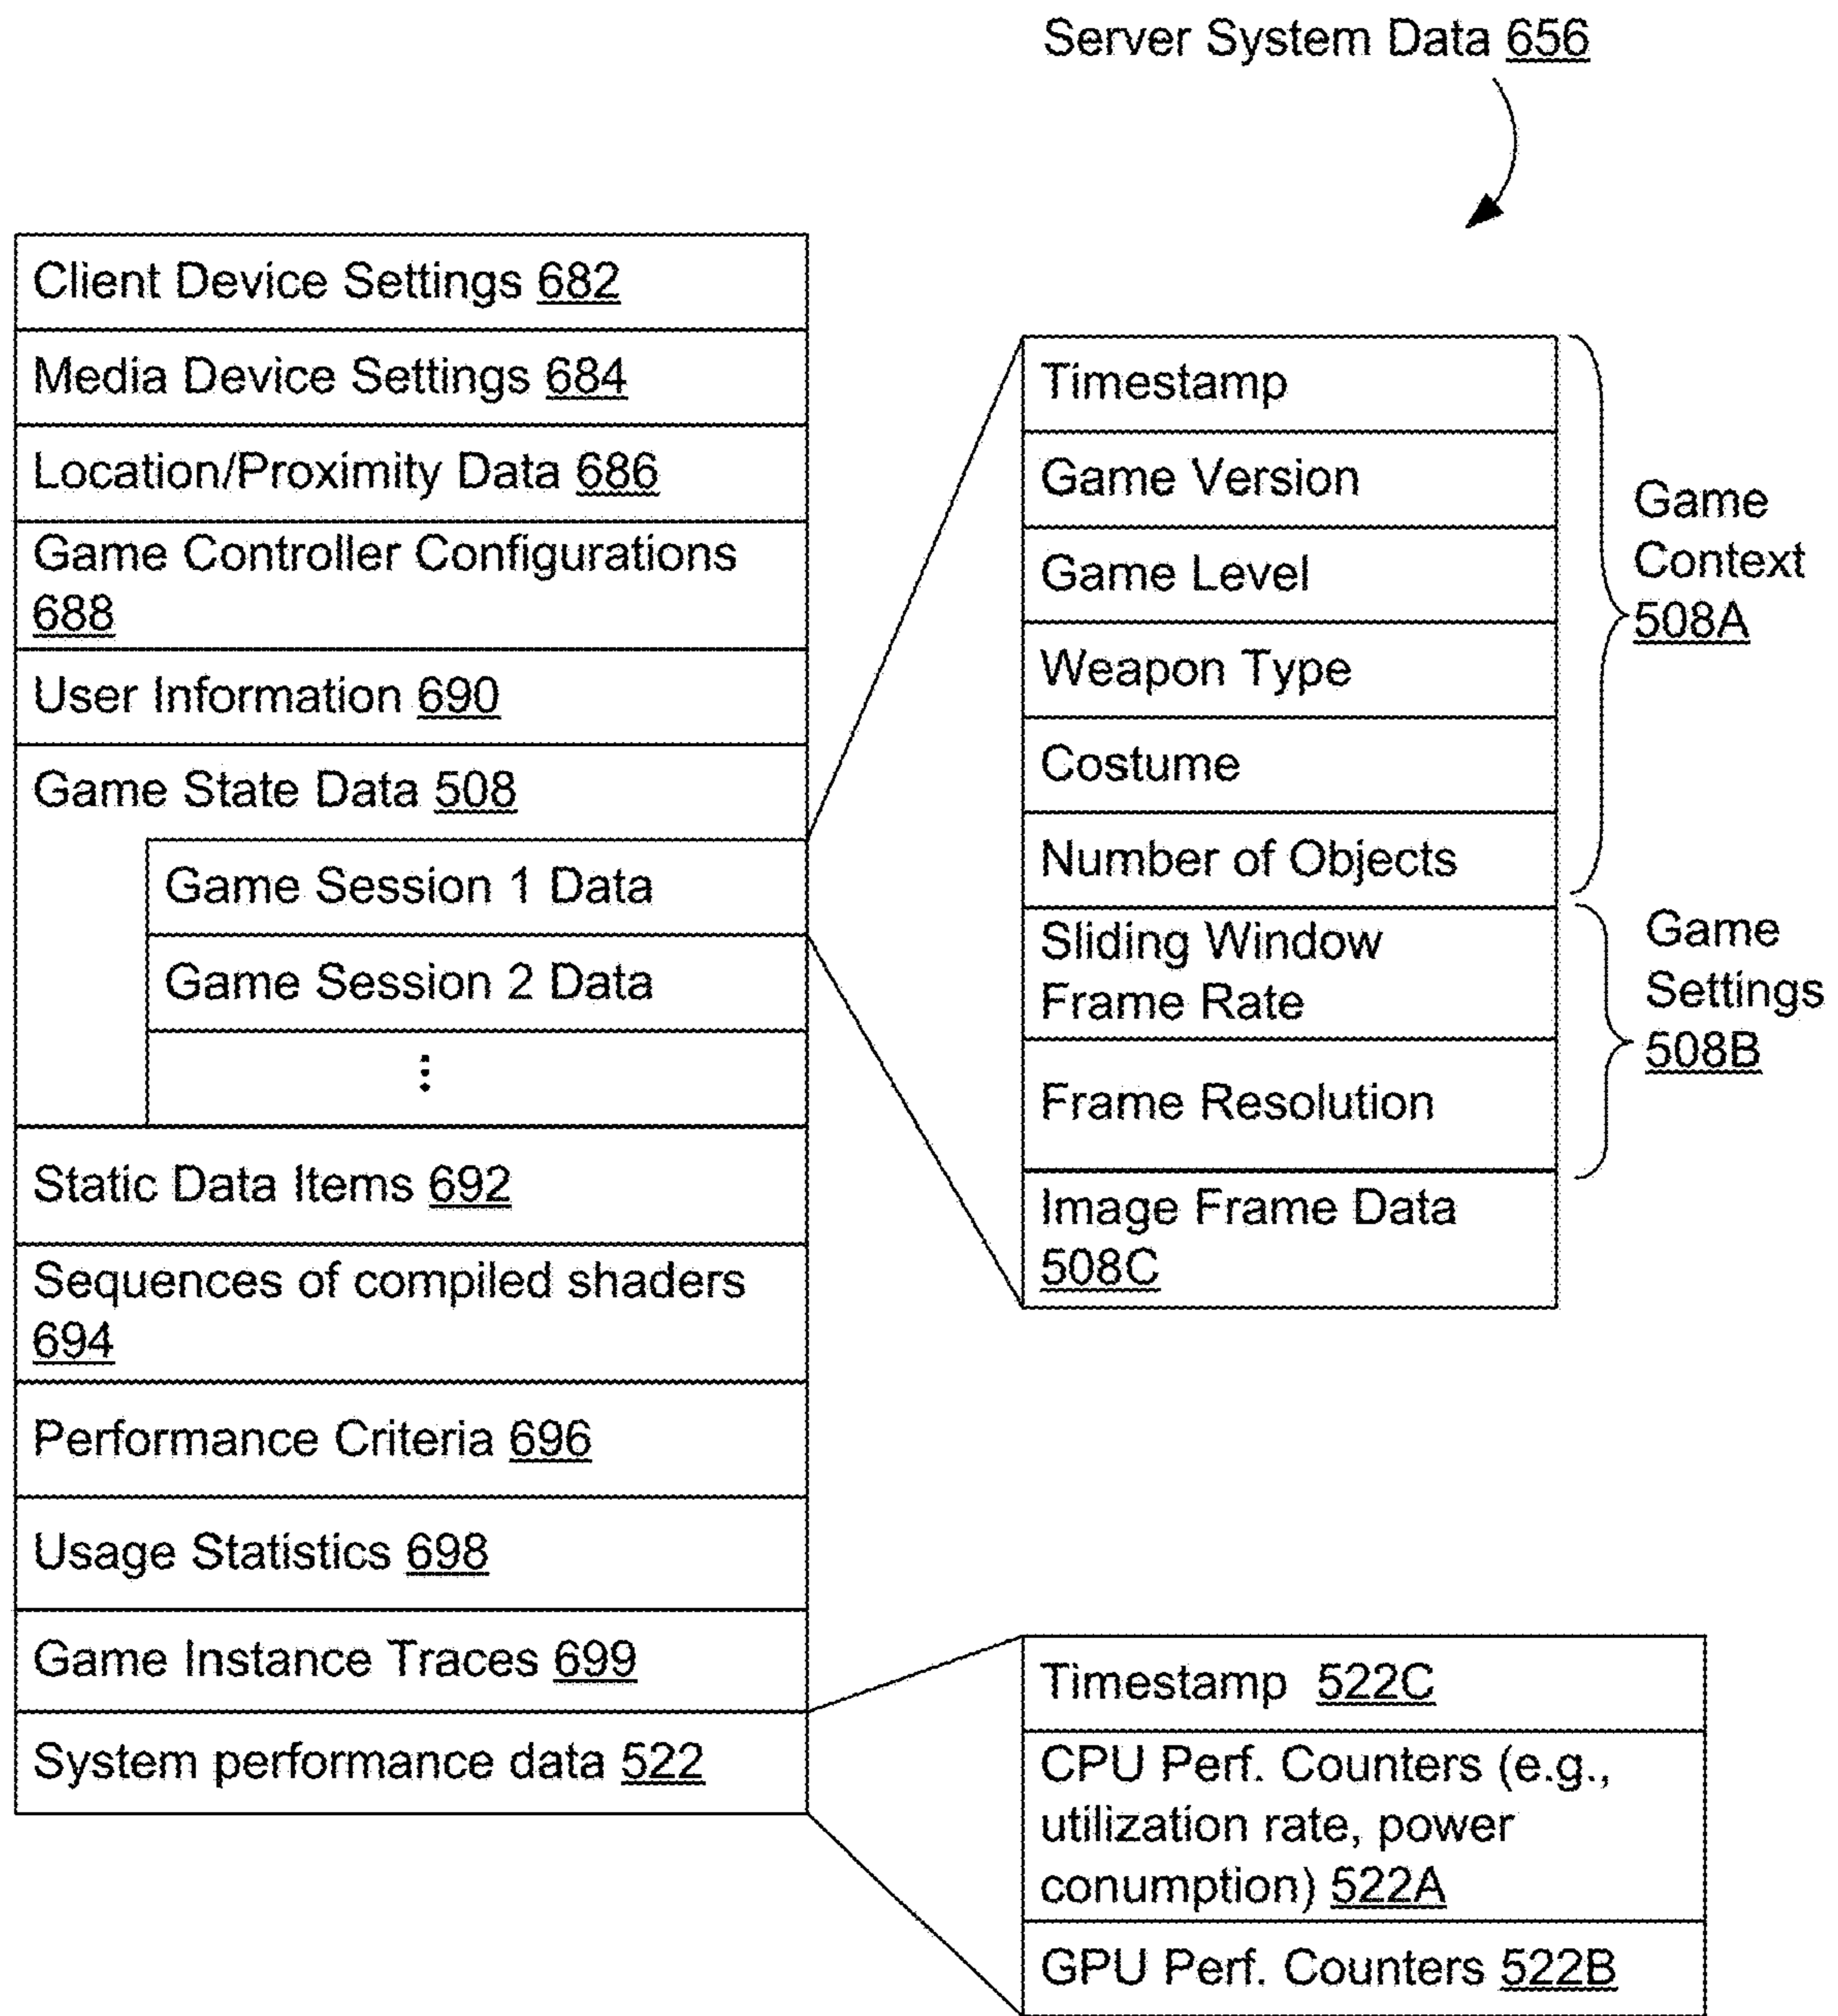 Server System Data 656
Client Device Settings 682
Media Device Settings 684
Location/Proximity Data 686
Game Controller Configurations
688
User Information 690
Game State Data 508
Game Session 1 Data
Game Session 2 Data
⋮
Static Data Items 692
Sequences of compiled shaders
694
Performance Criteria 696
Usage Statistics 698
Game Instance Traces 699
System performance data 522
Timestamp
Game Version
Game Level
Weapon Type
Costume
Number of Objects
Sliding Window
Frame Rate
Frame Resolution
Image Frame Data
508C
Game
Context
508A
Game
Settings
508B
Timestamp 522C
CPU Perf. Counters (e.g.,
utilization rate, power
conumption) 522A
GPU Perf. Counters 522B